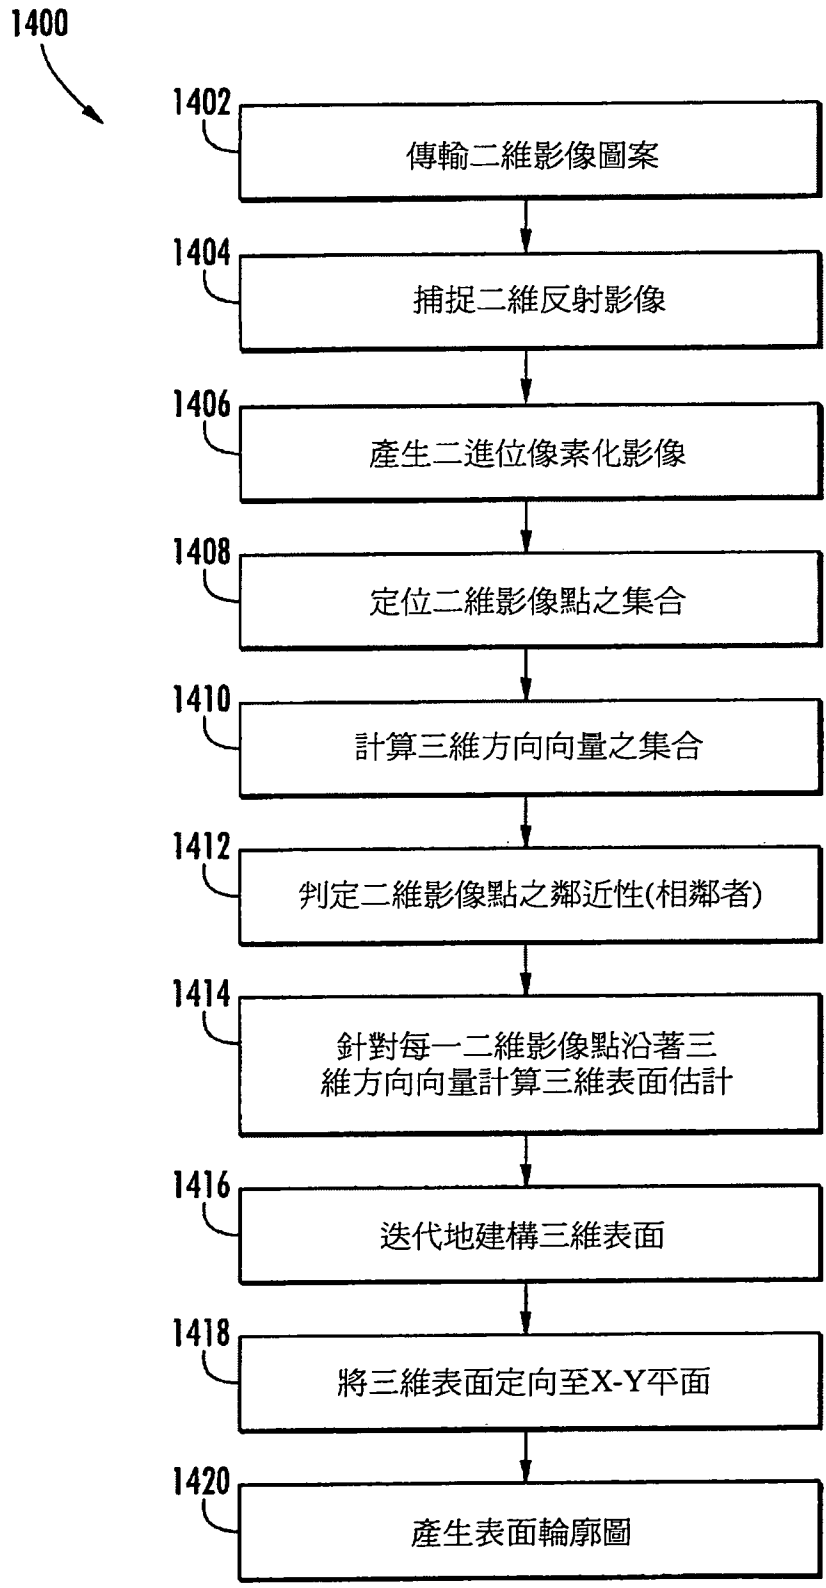 1400
1402
傳輸二維影像圖案
1404
捕捉二維反射影像
1406
產生二進位像素化影像
1408
定位二維影像點之集合
1410
計算三維方向向量之集合
1412
判定二維影像點之鄰近性(相鄰者)
1414
針對每一二維影像點沿著三
維方向向量計算三維表面估計
1416
迭代地建構三維表面
1418
將三維表面定向至X-Y平面
1420
產生表面輪廓圖